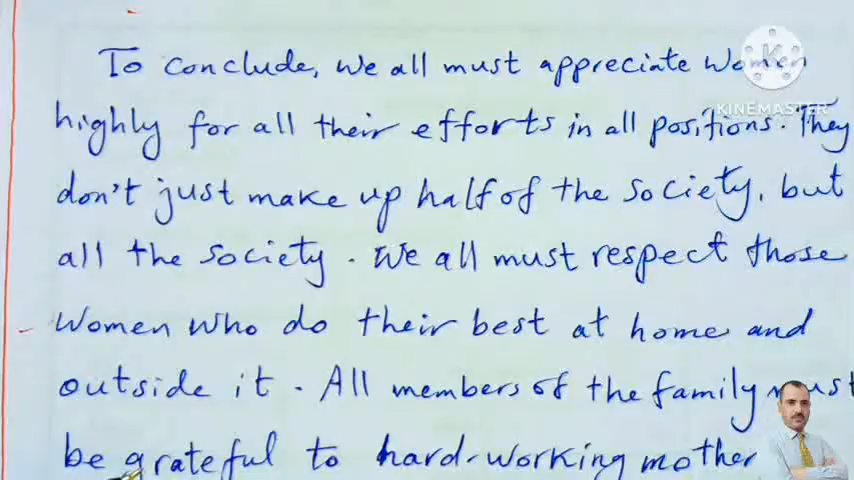 To conclude, we all must appreciate women
highly for all their efforts in all positions. They
don't just make up half of the society, but
all the society. We all must respect those
women who do their best at home and
outside it. All members of the family must
be grateful to hard-working mother
K
KINEMASTER